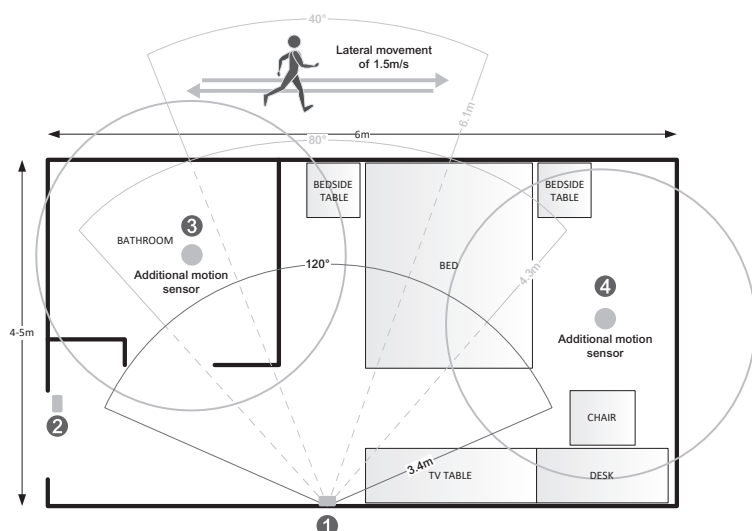 40°
Lateral movement
of 1.5m/s
6.1m
80°
6m
BEDSIDE
TABLE
BEDSIDE
TABLE
3
BATHROOM
Additional motion
sensor
120°
BED
4.3m
4
Additional motion
sensor
4-5m
2
CHAIR
3.4m
TV TABLE
DESK
1